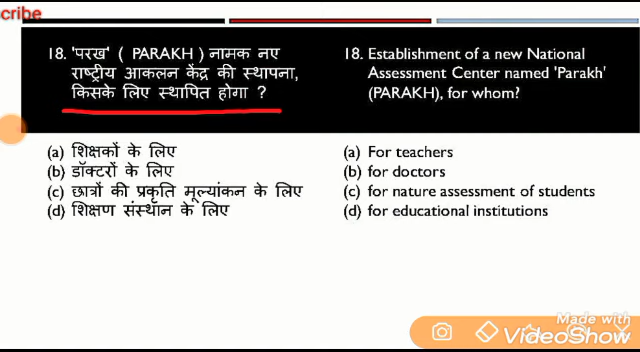 cribe
18. 'परख' ( PARAKH ) नामक नए
राष्ट्रीय आकलन केंद्र की स्थापना,
किसके लिए स्थापित होगा ?
18. Establishment of a new National
Assessment Center named 'Parakh'
(PARAKH), for whom?
(a) शिक्षकों के लिए
(b) डॉक्टरों के लिए
(c) छात्रों की प्रकृति मूल्यांकन के लिए
(d) शिक्षण संस्थान के लिए
(a) For teachers
(b) for doctors
(c) for nature assessment of students
(d) for educational institutions
Made with
VideoShow